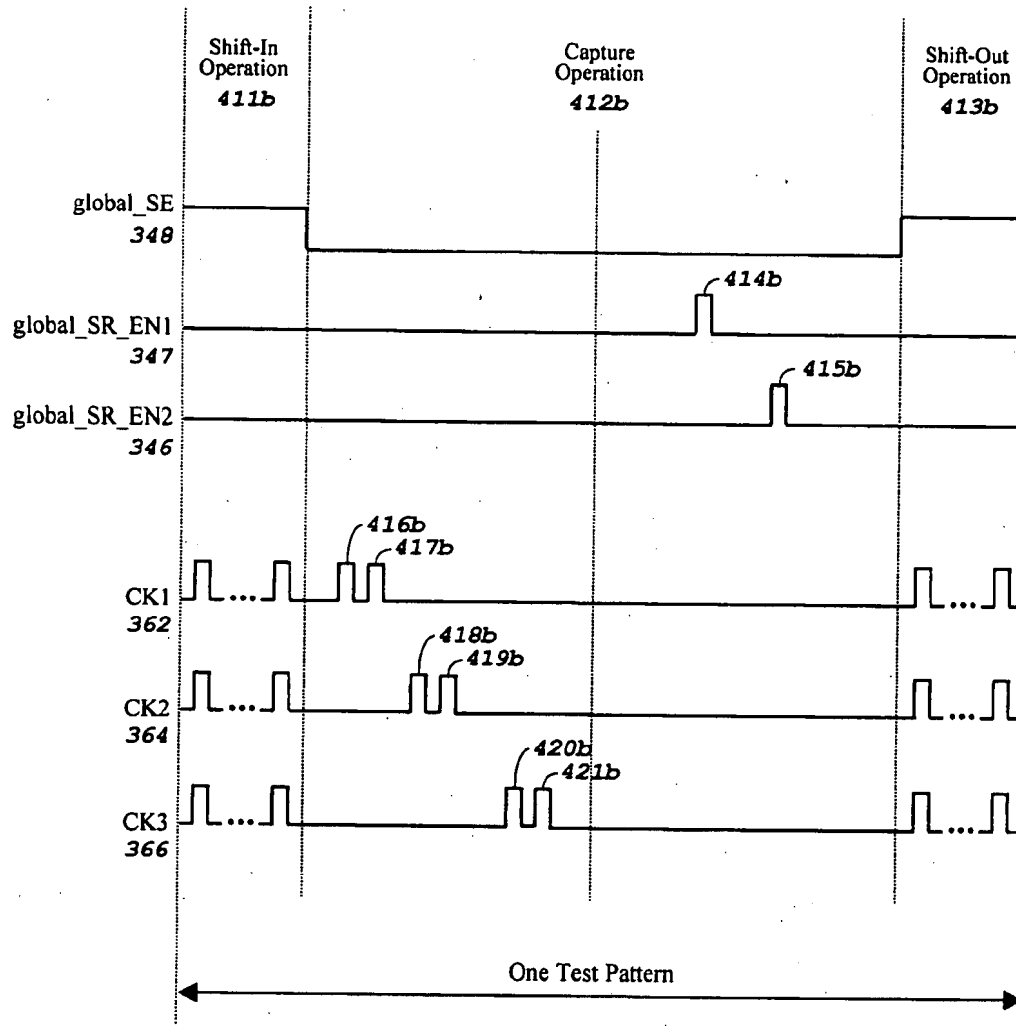 Shift-In
Operation
411b
Capture
Operation
412b
Shift-Out
Operation
413b
global_SE
348
414b
global_SR_EN1
347
415b
global_SR_EN2
346
416b
417b
...
...
CK1
362
418b
419b
...
...
CK2
364
420b
421b
...
...
CK3
366
One Test Pattern